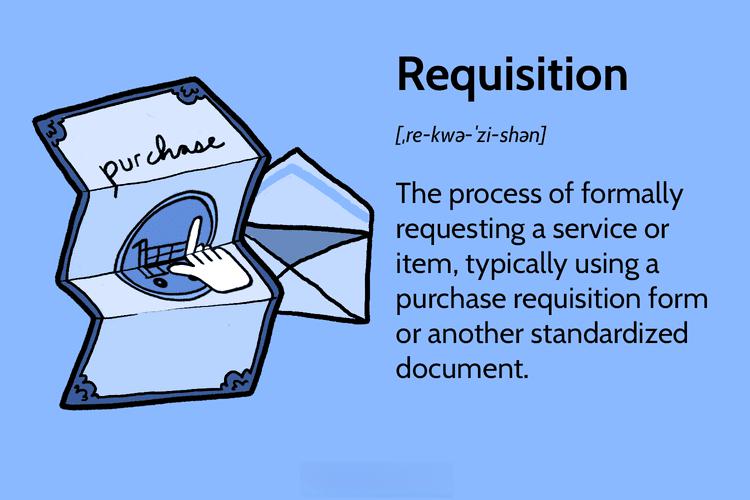 purchase
Requisition
[ˌre-kwə-ˈzi-shən]
The process of formally
requesting a service or
item, typically using a
purchase requisition form
or another standardized
document.